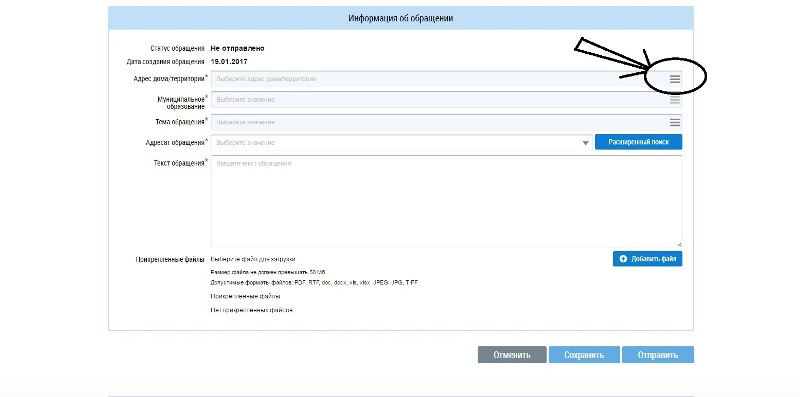 Информация об обращении
Статус обращения Не отправлено
Дата создания обращения 19.01.2017
Адрес дома/территории* Выберите адрес дома/территории
Муниципальное образование* Выберите значение
Тема обращения* Выберите значение
Адресат обращения* Выберите значение Расширенный поиск
Текст обращения* Введите текст обращения
Прикрепленные файлы Выберите файл для загрузки Добавить файл
Размер файла не должен превышать 50 Мб.
Допустимые форматы файлов: PDF, RTF, doc, docx, xls, xlsx, JPEG, JPG, TIFF
Прикрепленные файлы
Нет прикрепленных файлов
Отменить Сохранить Отправить